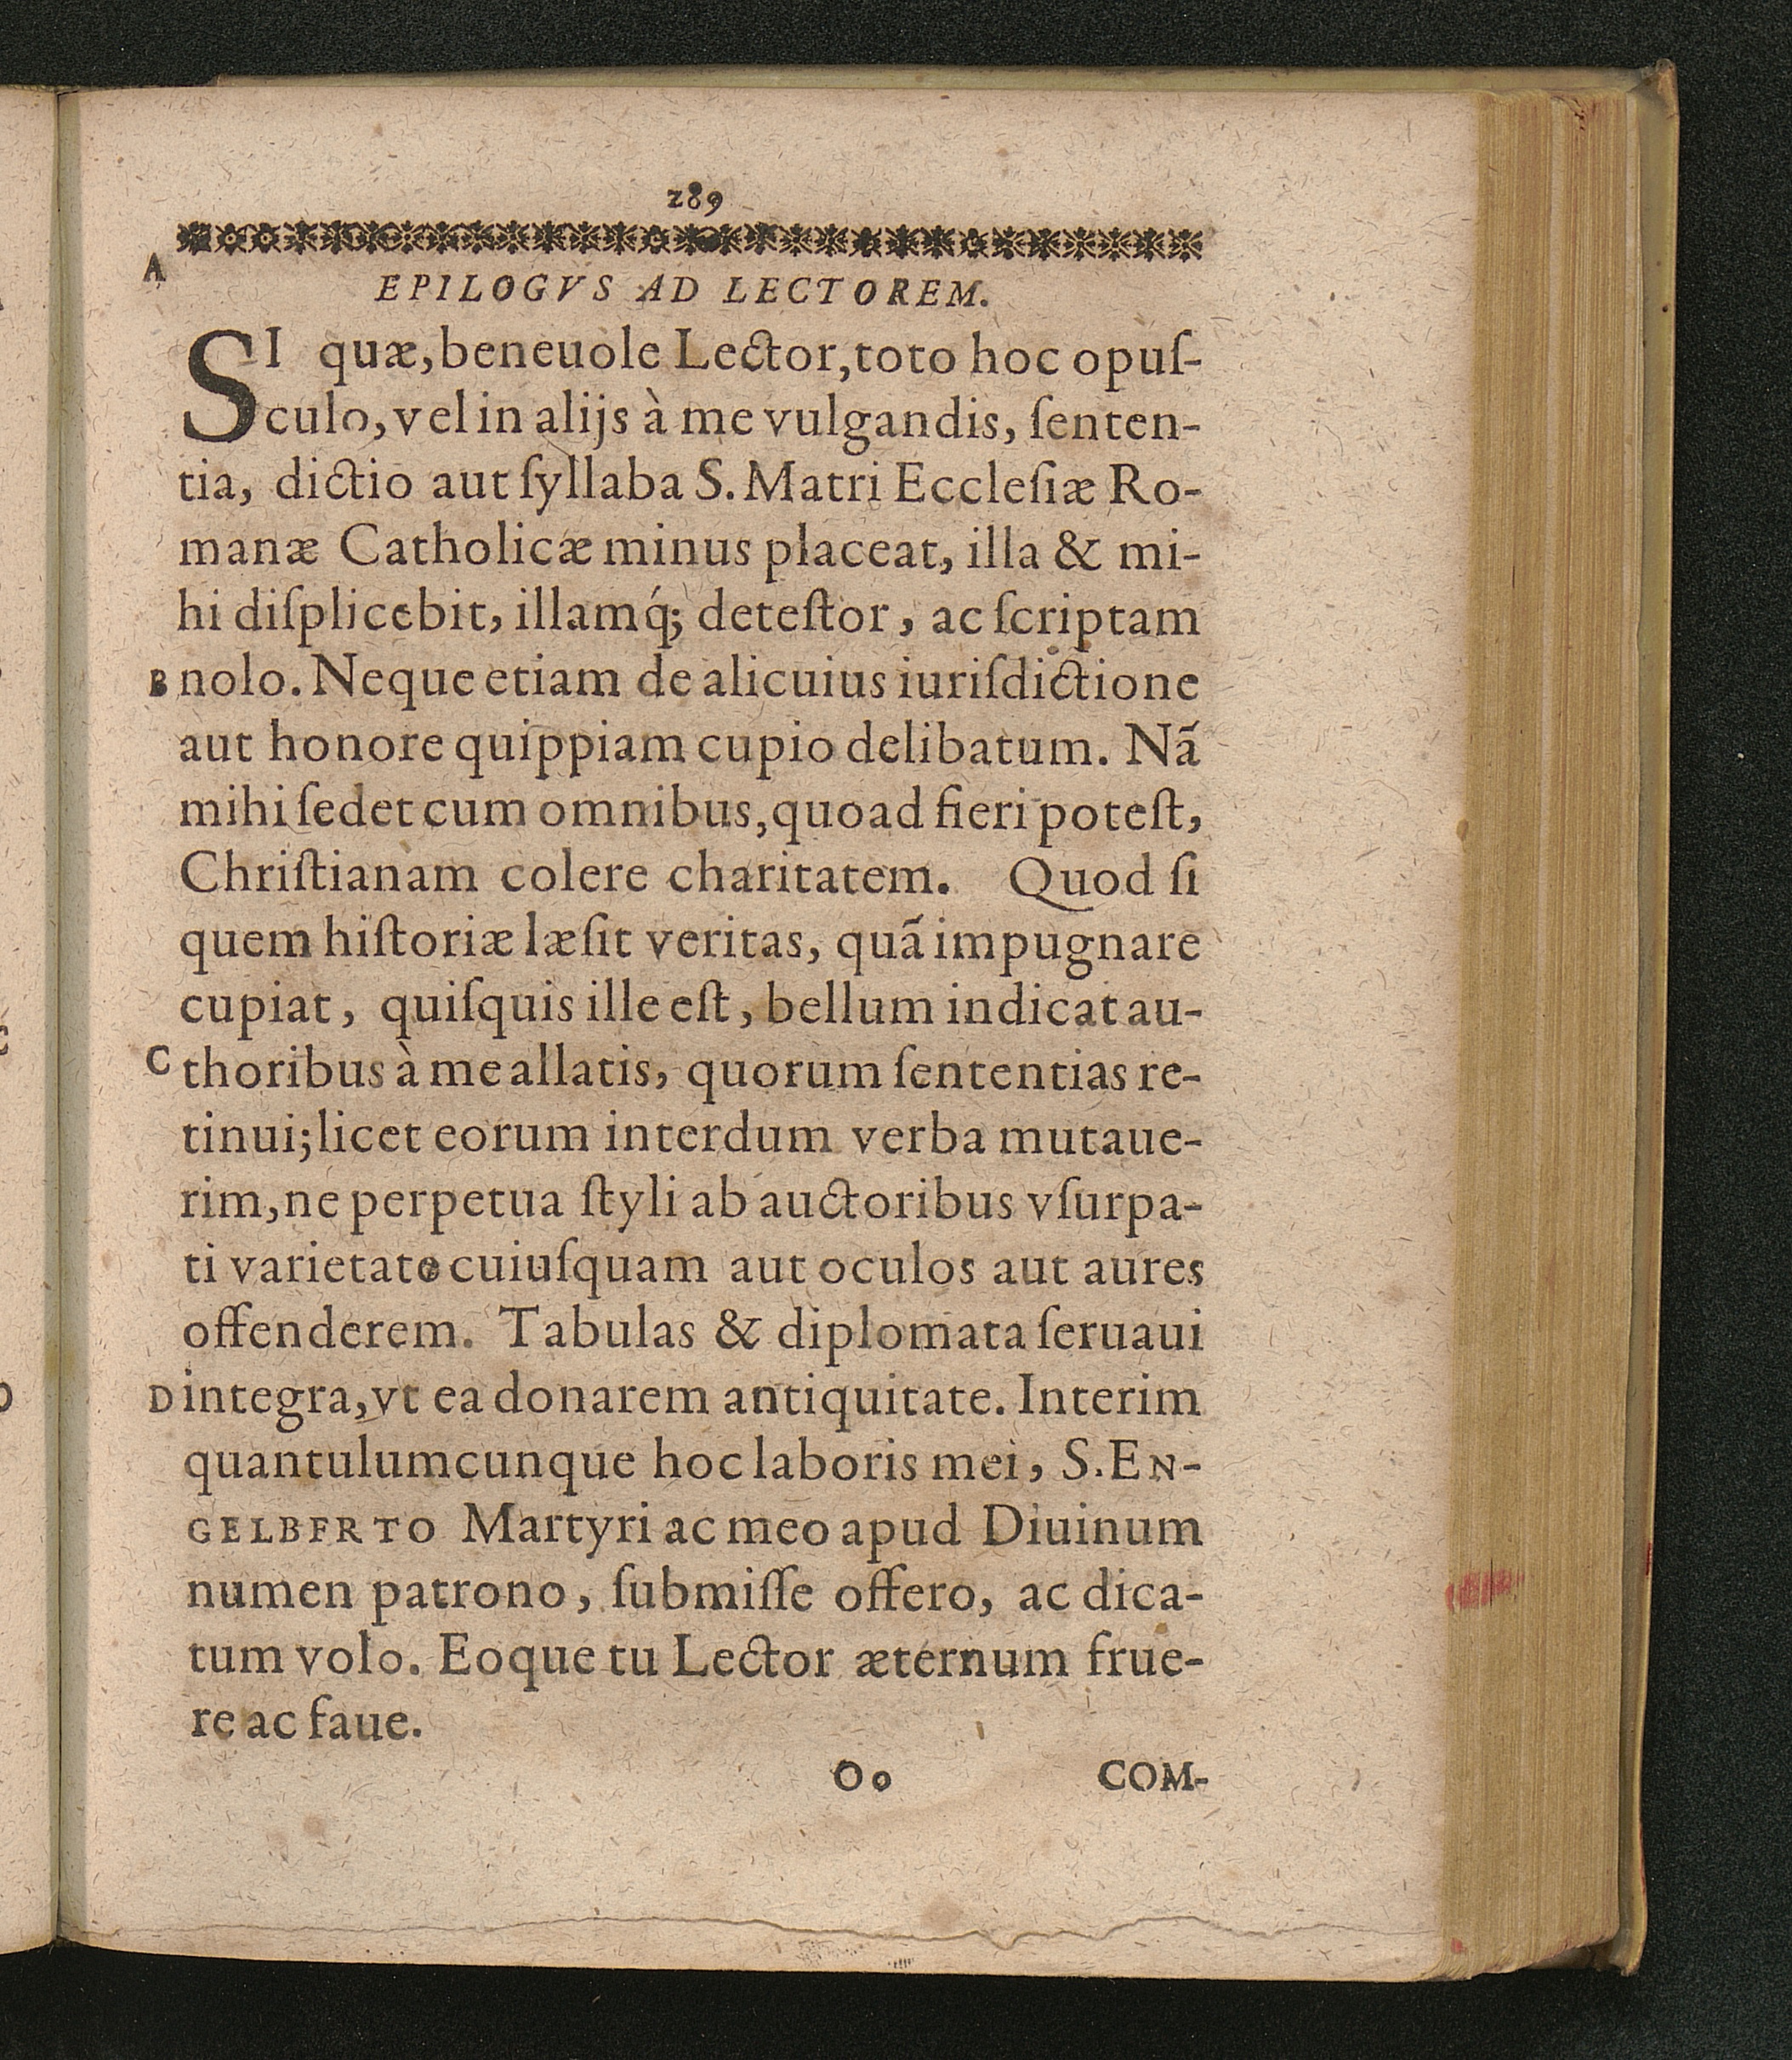 289
A
EPILOGVS AD LECTOREM.
SI quæ, beneuole Lector, toto hoc opuſ-
culo, vel in alijs à me vulgandis, ſenten-
tia, dictio aut ſyllaba S. Matri Eccleſiæ Ro-
manæ Catholicæ minus placeat, illa & mi-
hi diſplicebit, illamq́; deteſtor, ac ſcriptam
B nolo. Neque etiam de alicuius iuriſdictione
aut honore quippiam cupio delibatum. Nã
mihi ſedet cum omnibus, quoad fieri poteſt,
Chriſtianam colere charitatem. Quod ſi
quem hiſtoriæ læſit veritas, quã impugnare
cupiat, quiſquis ille eſt, bellum indicat au-
C thoribus à me allatis, quorum ſententias re-
tinui; licet eorum interdum verba mutaue-
rim, ne perpetua ſtyli ab auctoribus vſurpa-
ti varietate cuiuſquam aut oculos aut aures
offenderem. Tabulas & diplomata ſeruaui
D integra, vt ea donarem antiquitate. Interim
quantulumcunque hoc laboris mei, S. EN-
GELBERTO Martyri ac meo apud Diuinum
numen patrono, ſubmiſſe offero, ac dica-
tum volo. Eoque tu Lector æternum frue-
re ac faue.
Oo COM-